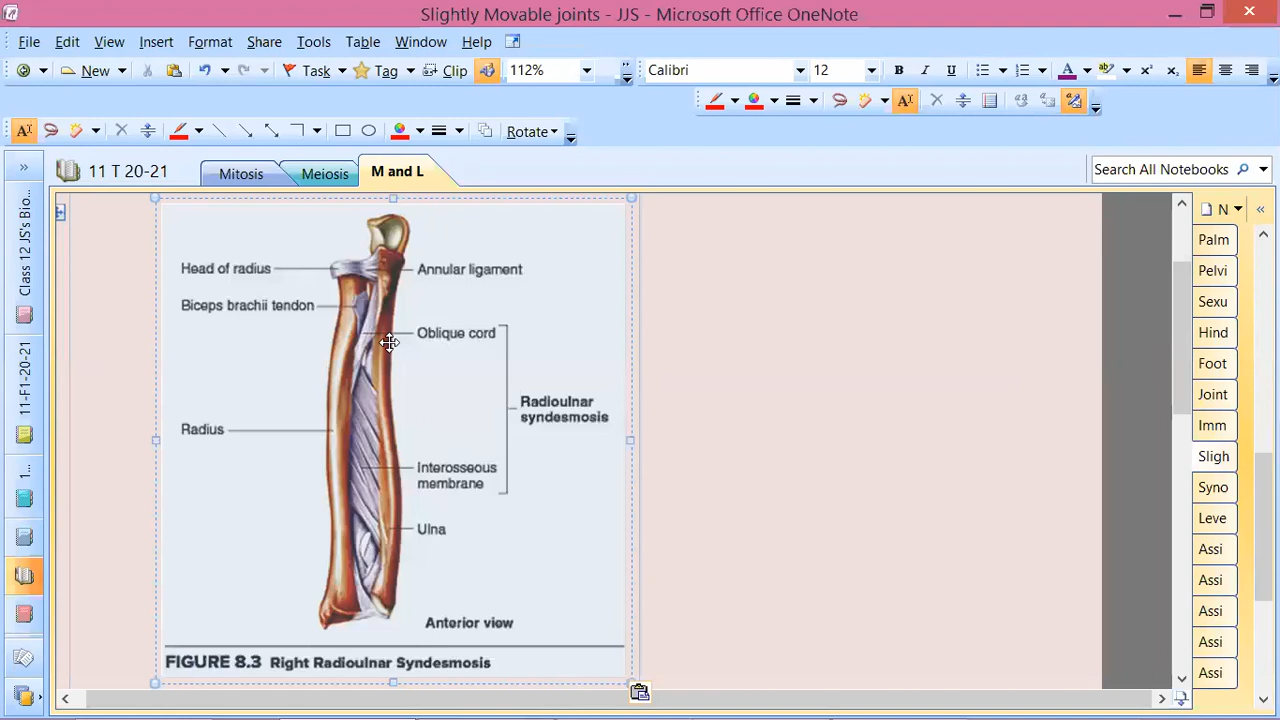 Slightly Movable joints - JJS - Microsoft Office OneNote
File Edit View Insert Format Share Tools Table Window Help
New Task Tag Clip 112% Calibri 12 B I U A
A Rotate
11 T 20-21 Mitosis Meiosis M and L Search All Notebooks
Class 12 JJS's Bio...
11-F1-20-21
1...
N
Palm
Pelvi
Sexu
Hind
Foot
Joint
Imm
Sligh
Syno
Leve
Assi
Assi
Assi
Assi
Assi
Head of radius
Annular ligament
Biceps brachii tendon
Oblique cord
Radioulnar
syndesmosis
Radius
Interosseous
membrane
Ulna
Anterior view
FIGURE 8.3 Right Radioulnar Syndesmosis